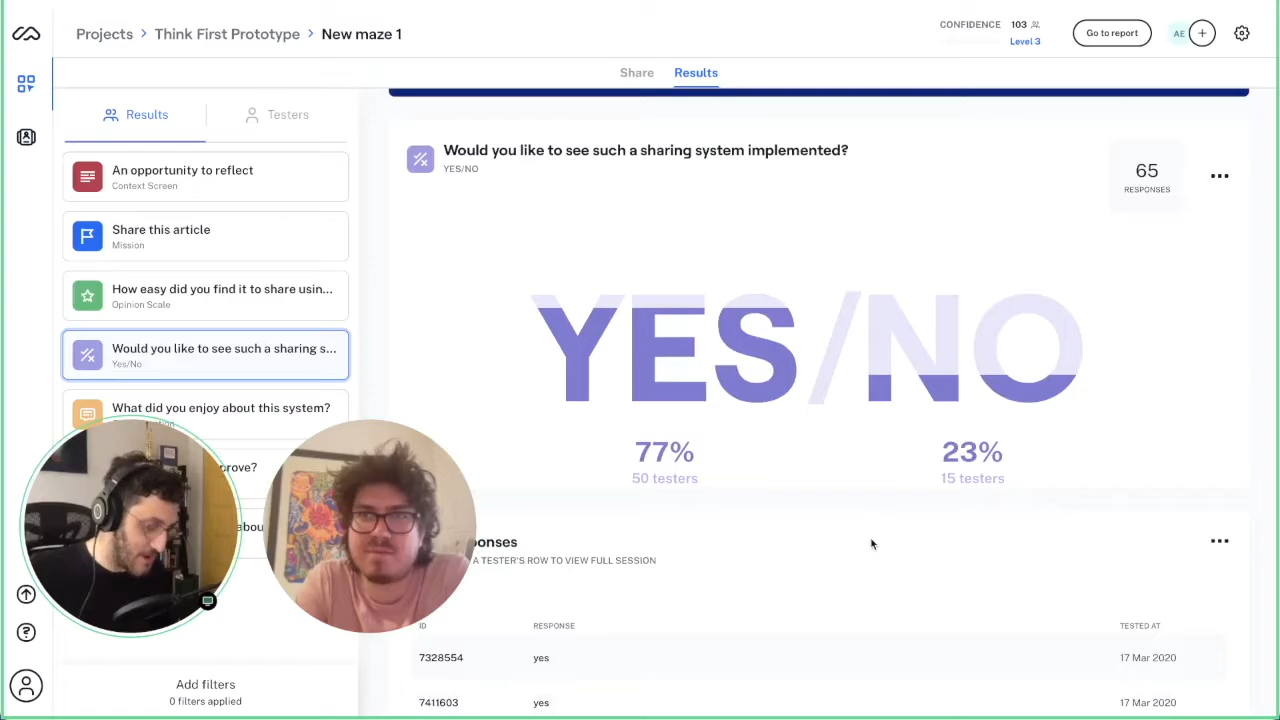 Projects > Think First Prototype > New maze 1
CONFIDENCE 103
Level 3
Go to report
AE
Share Results
Results Testers
An opportunity to reflect
Context Screen
Share this article
Mission
How easy did you find it to share usin...
Opinion Scale
Would you like to see such a sharing s...
Yes/No
What did you enjoy about this system?
prove?
abou
Add filters
0 filters applied
Would you like to see such a sharing system implemented?
YES/NO
65
RESPONSES
YES/NO
77% 23%
50 testers 15 testers
ponses
A TESTER'S ROW TO VIEW FULL SESSION
ID RESPONSE TESTED AT
7328554 yes 17 Mar 2020
7411603 yes 17 Mar 2020